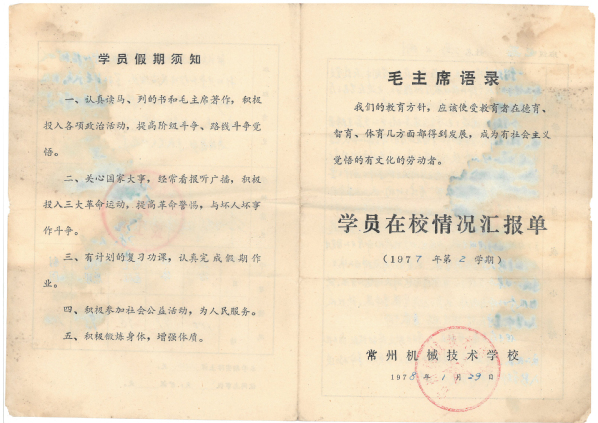 学员假期须知
一、认真读马、列的书和毛主席著作，积极
投入各项政治活动，提高阶级斗争、路线斗争觉
悟。
二、关心国家大事，经常看报听广播，积极
投入三大革命运动，提高革命警惕，与坏人坏事
作斗争。
三、有计划的复习功课，认真完成假期作
业。
四、积极参加社会公益活动，为人民服务。
五、积极锻炼身体，增强体质。
毛主席语录
我们的教育方针，应该使受教育者在德育、
智育、体育几方面都得到发展，成为有社会主义
觉悟的有文化的劳动者。
学员在校情况汇报单
（1977年第2学期）
常州机械技术学校
1978年1月29日